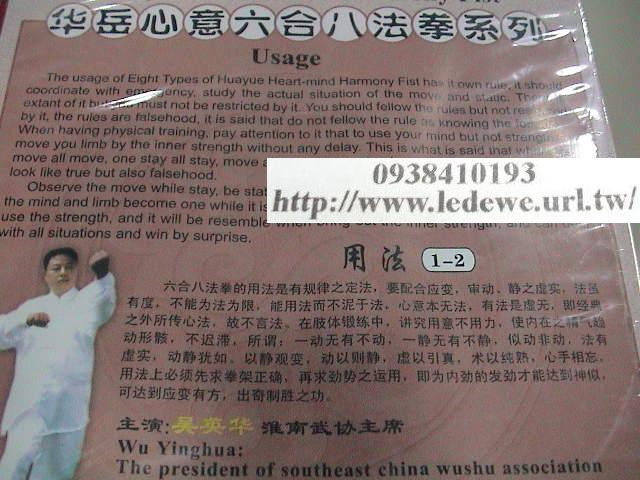 华岳心意六合八法拳系列
Usage
The usage of Eight Types of Huayue Heart-mind Harmony Fist has it own rule, it should
coordinate with emergency, study the actual situation of the move and static. The
extant of it but must not be restricted by it. You should fellow the rules but not
by it, the rules are falsehood, it is said that do not fellow the rule as knowing the
When having physical training, pay attention to it that to use your mind but not strength
move you limb by the inner strength without any delay. This is what is said that
move all move, one stay all stay, move a
look like true but also falsehood.
Observe the move while stay, be stat
the mind and limb become one while it is
use the strength, and it will be resemble when bring out the inner strength, and can
with all situations and win by surprise.
0938410193
http://www.ledewe.url.tw/
用法 1-2
六合八法拳的用法是有规律之定法，要配合应变，审动、静之虚实，法虽
有度，不能为法为限，能用法而不泥于法，心意本无法，有法是虚无，即经典
之外所传心法，故不言法。在肢体锻练中，讲究用意不用力，使内在之精气趋
动形骸，不迟滞，所谓：一动无有不动，一静无有不静，似动非动，法有
虚实，动静犹如。以静观变，动以则静，虚以引真，术以纯熟，心手相忘。
用法上必须先求拳架正确，再求劲势之运用，即为内劲的发劲才能达到神似，
可达到应变有方，出奇制胜之功。
主演:吴英华 淮南武协主席
Wu Yinghua:
The president of southeast china wushu association